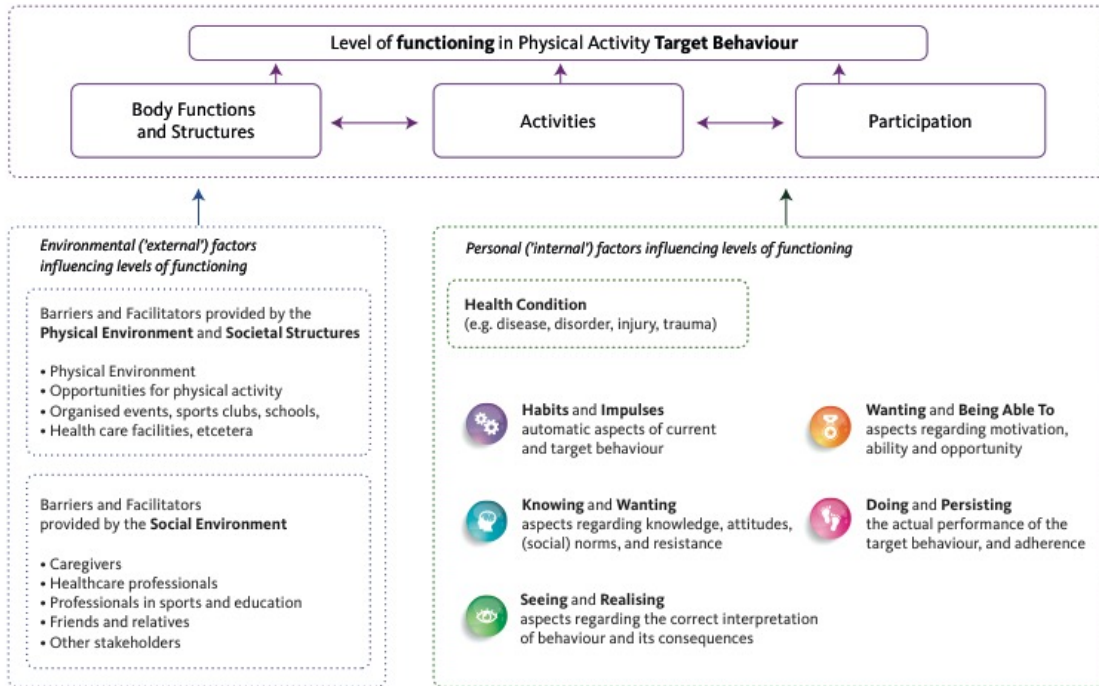 Level of functioning in Physical Activity Target Behaviour
Body Functions
and Structures
Activities
Participation
Environmental ('external') factors
influencing levels of functioning
Barriers and Facilitators provided by the
Physical Environment and Societal Structures
• Physical Environment
• Opportunities for physical activity
• Organised events, sports clubs, schools,
• Health care facilities, etcetera
Barriers and Facilitators
provided by the Social Environment
• Caregivers
• Healthcare professionals
• Professionals in sports and education
• Friends and relatives
• Other stakeholders
Personal ('internal') factors influencing levels of functioning
Health Condition
(e.g. disease, disorder, injury, trauma)
Habits and Impulses
automatic aspects of current
and target behaviour
Wanting and Being Able To
aspects regarding motivation,
ability and opportunity
Knowing and Wanting
aspects regarding knowledge, attitudes,
(social) norms, and resistance
Doing and Persisting
the actual performance of the
target behaviour, and adherence
Seeing and Realising
aspects regarding the correct interpretation
of behaviour and its consequences